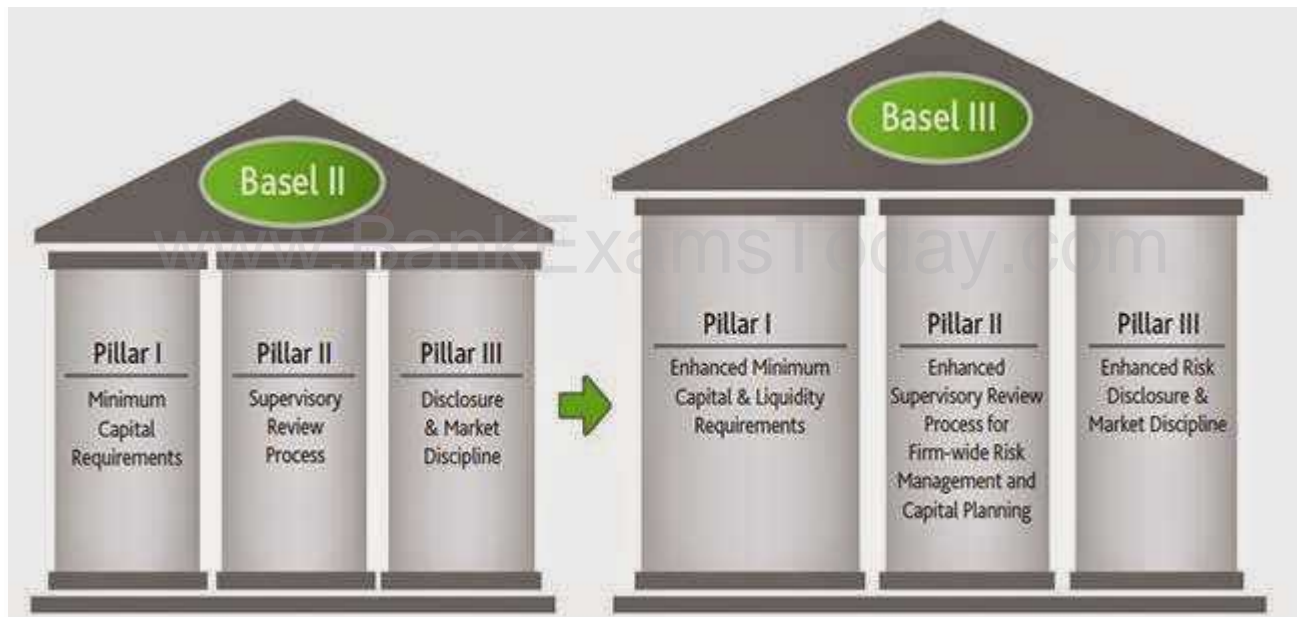 Basel II
Pillar I
Minimum
Capital
Requirements
Pillar II
Supervisory
Review
Process
Pillar III
Disclosure
& Market
Discipline
Basel III
Pillar I
Enhanced Minimum
Capital & Liquidity
Requirements
Pillar II
Enhanced
Supervisory Review
Process for
Firm-wide Risk
Management and
Capital Planning
Pillar III
Enhanced Risk
Disclosure &
Market Discipline
www.BankExamsToday.com